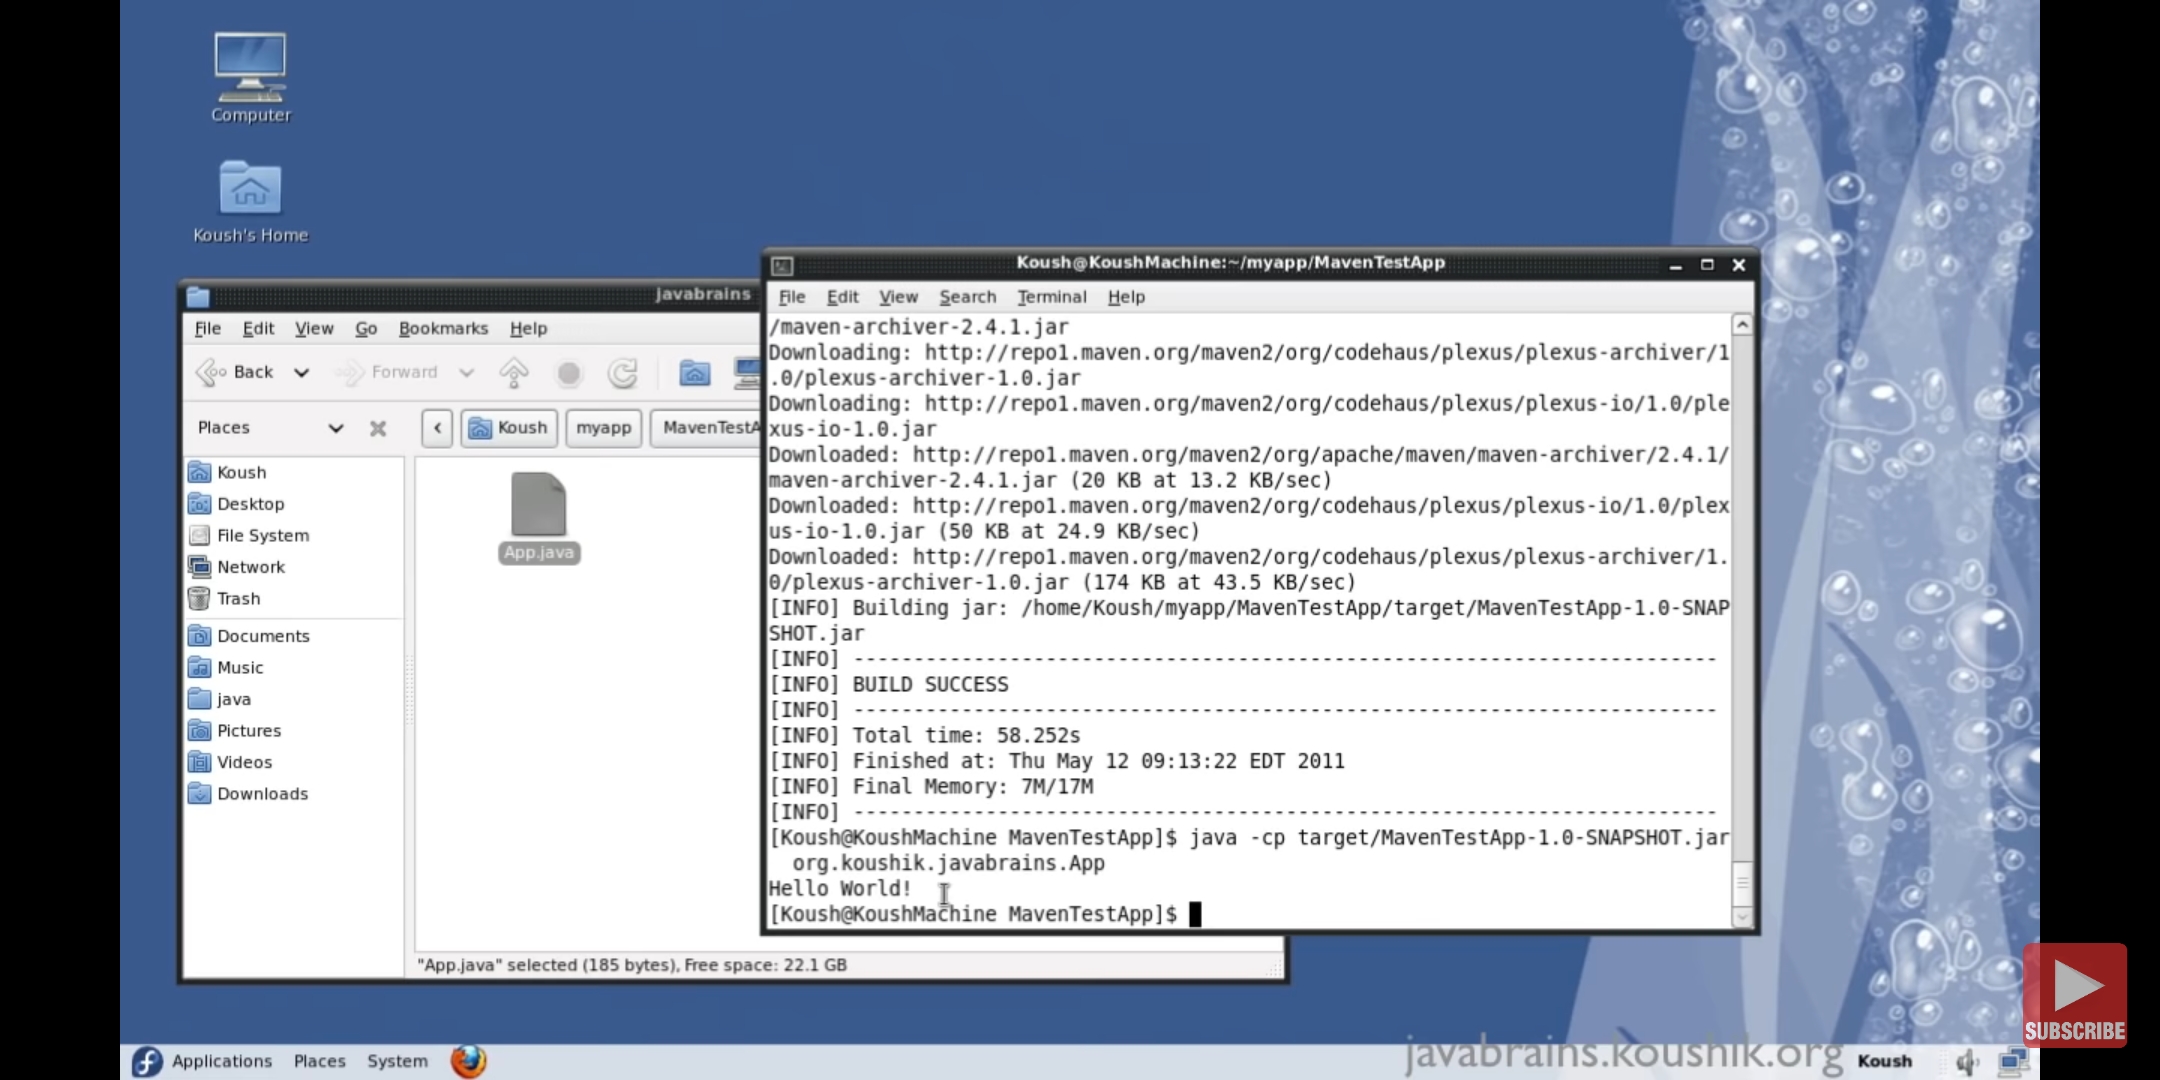 Computer
Koush's Home
javabrains
File Edit View Go Bookmarks Help
Back Forward
Places
Koush
myapp
MavenTestA
Koush
Desktop
File System
Network
Trash
Documents
Music
java
Pictures
Videos
Downloads
App.java
"App.java" selected (185 bytes), Free space: 22.1 GB
Koush@KoushMachine:~/myapp/MavenTestApp
File Edit View Search Terminal Help
/maven-archiver-2.4.1.jar
Downloading: http://repo1.maven.org/maven2/org/codehaus/plexus/plexus-archiver/1
.0/plexus-archiver-1.0.jar
Downloading: http://repo1.maven.org/maven2/org/codehaus/plexus/plexus-io/1.0/ple
xus-io-1.0.jar
Downloaded: http://repo1.maven.org/maven2/org/apache/maven/maven-archiver/2.4.1/
maven-archiver-2.4.1.jar (20 KB at 13.2 KB/sec)
Downloaded: http://repo1.maven.org/maven2/org/codehaus/plexus/plexus-io/1.0/plex
us-io-1.0.jar (50 KB at 24.9 KB/sec)
Downloaded: http://repo1.maven.org/maven2/org/codehaus/plexus/plexus-archiver/1.
0/plexus-archiver-1.0.jar (174 KB at 43.5 KB/sec)
[INFO] Building jar: /home/Koush/myapp/MavenTestApp/target/MavenTestApp-1.0-SNAP
SHOT.jar
[INFO] ------------------------------------------------------------------------
[INFO] BUILD SUCCESS
[INFO] ------------------------------------------------------------------------
[INFO] Total time: 58.252s
[INFO] Finished at: Thu May 12 09:13:22 EDT 2011
[INFO] Final Memory: 7M/17M
[INFO] ------------------------------------------------------------------------
[Koush@KoushMachine MavenTestApp]$ java -cp target/MavenTestApp-1.0-SNAPSHOT.jar
org.koushik.javabrains.App
Hello World!
[Koush@KoushMachine MavenTestApp]$
SUBSCRIBE
Applications Places System
javabrains.koushik.org
Koush